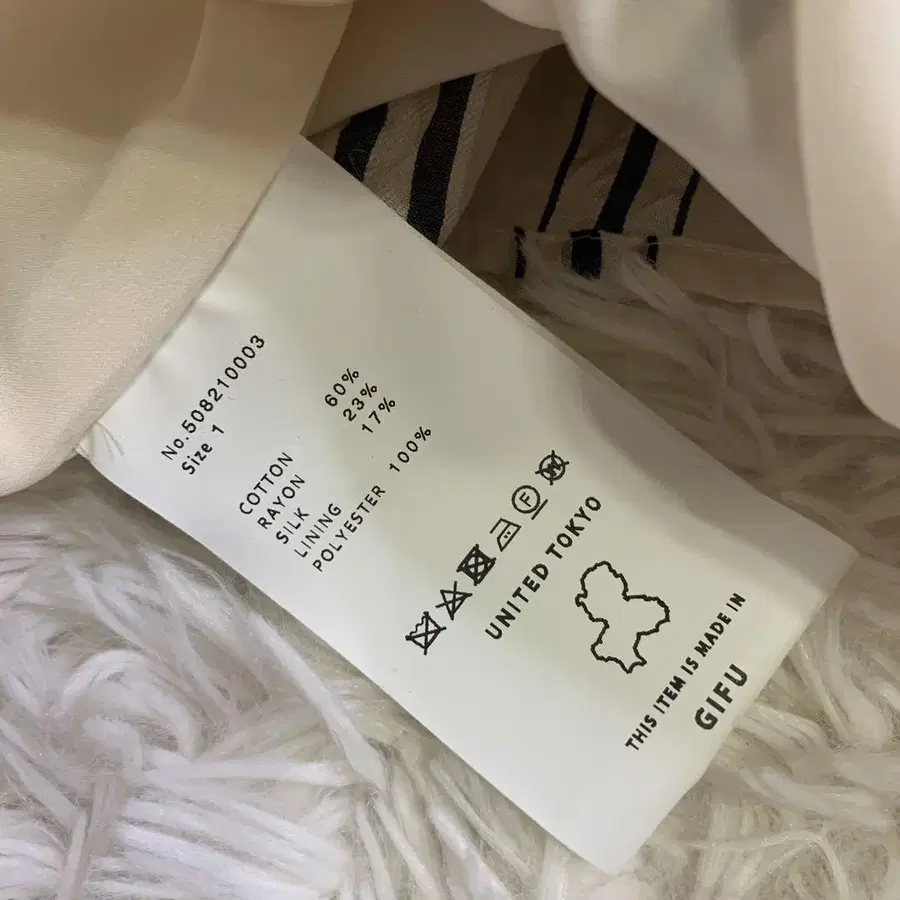 No.508210003
Size 1
COTTON 60%
RAYON 23%
SILK 17%
LINING
POLYESTER 100%
F W
UNITED TOKYO
THIS ITEM IS MADE IN
GIFU